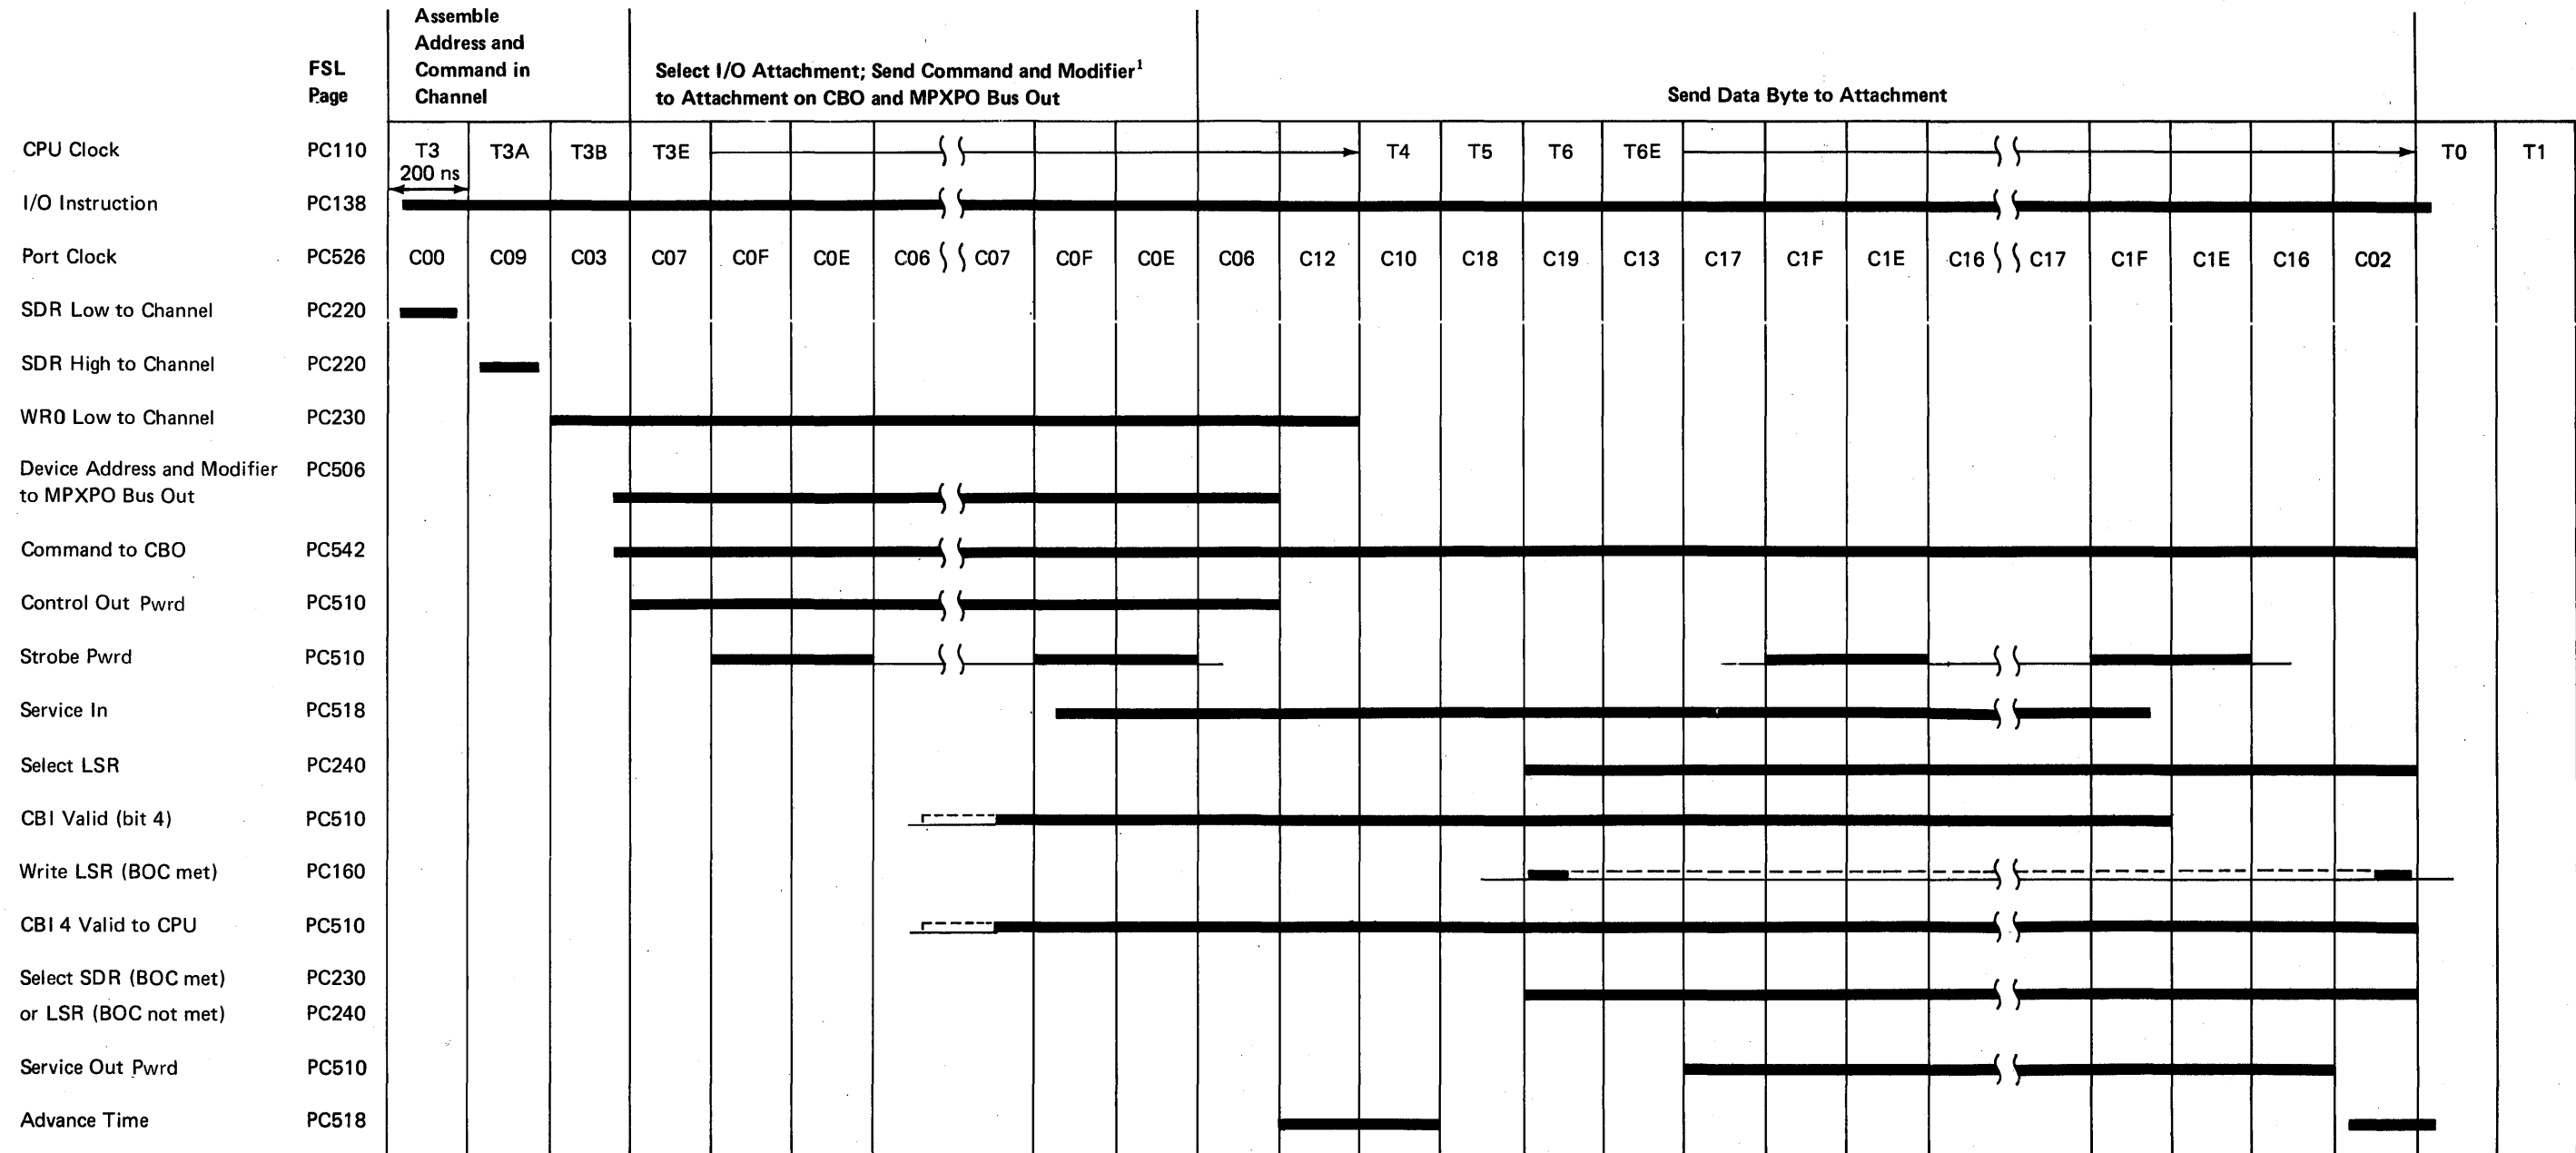 Assemble
Address and
Command in
Channel
FSL
Page
Select I/O Attachment; Send Command and Modifier1
to Attachment on CBO and MPXPO Bus Out
Send Data Byte to Attachment
CPU Clock PC110 T3 T3A T3B T3E T4 T5 T6 T6E T0 T1
200 ns
I/O Instruction PC138
Port Clock PC526 C00 C09 C03 C07 C0F C0E C06 C07 C0F C0E C06 C12 C10 C18 C19 C13 C17 C1F C1E C16 C17 C1F C1E C16 C02
SDR Low to Channel PC220
SDR High to Channel PC220
WR0 Low to Channel PC230
Device Address and Modifier PC506
to MPXPO Bus Out
Command to CBO PC542
Control Out Pwrd PC510
Strobe Pwrd PC510
Service In PC518
Select LSR PC240
CBI Valid (bit 4) PC510
Write LSR (BOC met) PC160
CBI 4 Valid to CPU PC510
Select SDR (BOC met) PC230
or LSR (BOC not met) PC240
Service Out Pwrd PC510
Advance Time PC518